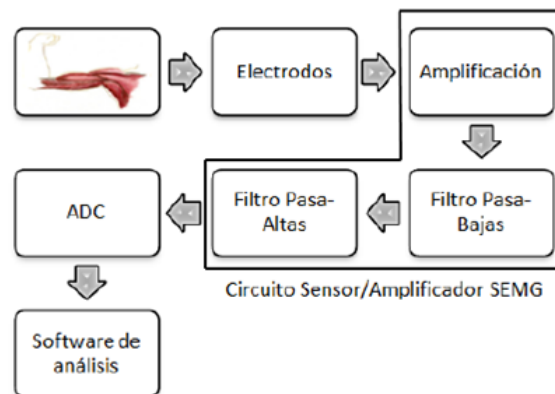 Electrodos
Amplificación
ADC
Filtro Pasa-
Altas
Filtro Pasa-
Bajas
Circuito Sensor/Amplificador SEMG
Software de
análisis